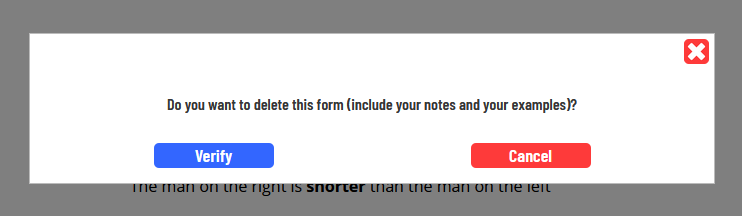 Do you want to delete this form (include your notes and your examples)?
Verify
Cancel
The man on the right is shorter than the man on the left